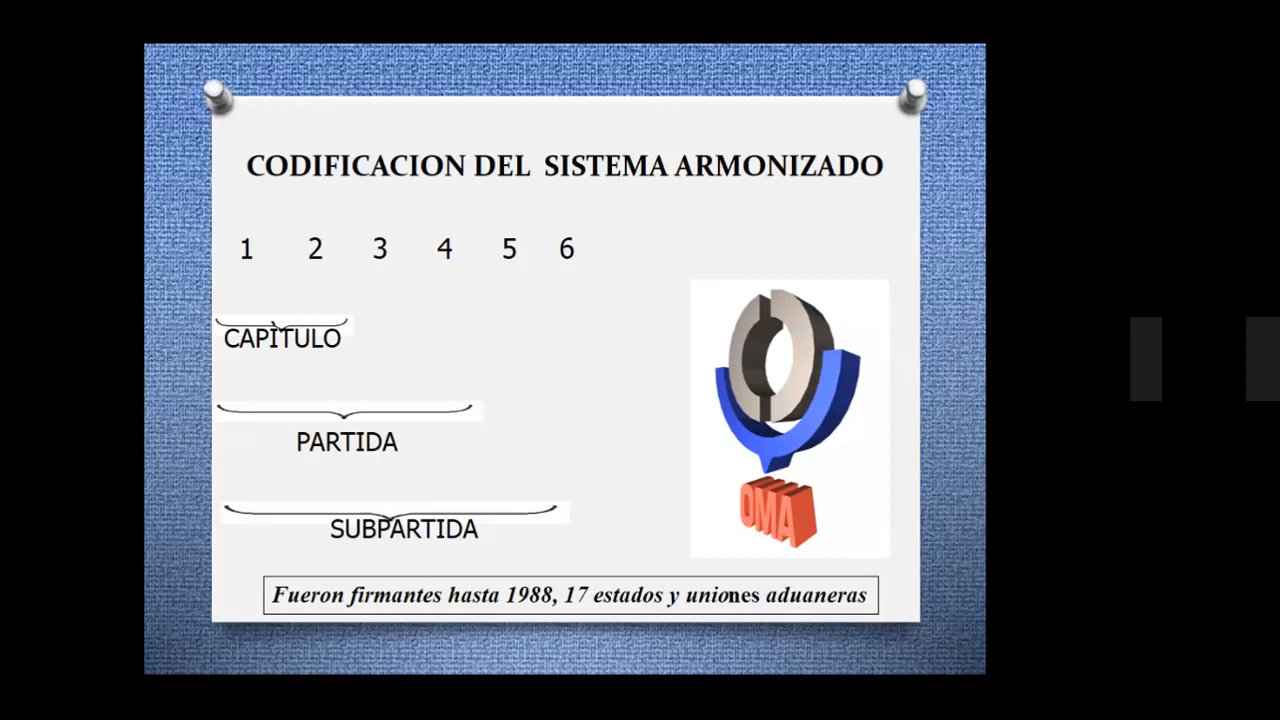 CODIFICACION DEL SISTEMA ARMONIZADO
1 2 3 4 5 6
CAPÌTULO
PARTIDA
SUBPARTIDA
OMA
Fueron firmantes hasta 1988, 17 estados y uniones aduaneras